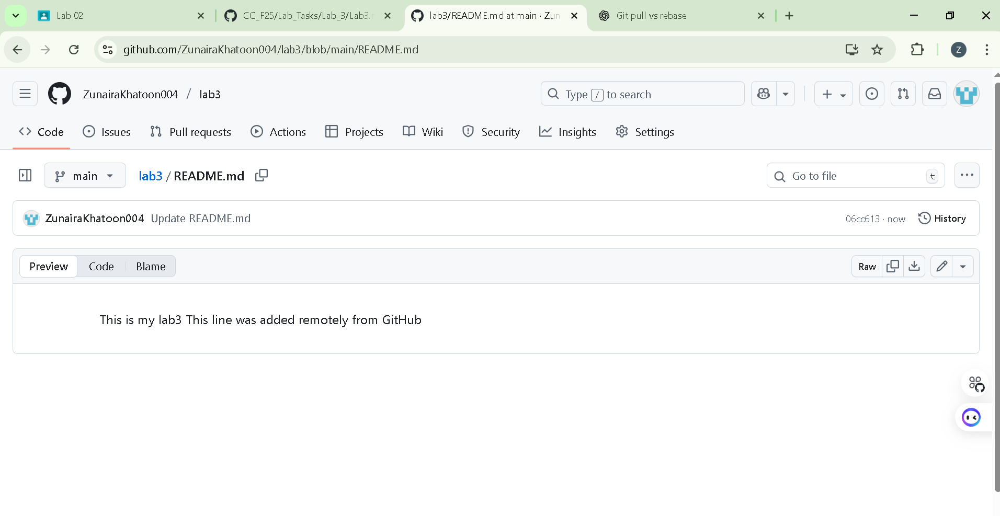 Lab 02
CC_F25/Lab_Tasks/Lab_3/Lab3.
lab3/README.md at main · Zun
Git pull vs rebase
github.com/ZunairaKhatoon004/lab3/blob/main/README.md
Z
ZunairaKhatoon004 / lab3
Type / to search
Code
Issues
Pull requests
Actions
Projects
Wiki
Security
Insights
Settings
main
lab3 / README.md
Go to file
t
ZunairaKhatoon004 Update README.md
06cc613 · now
History
Preview
Code
Blame
Raw
This is my lab3 This line was added remotely from GitHub